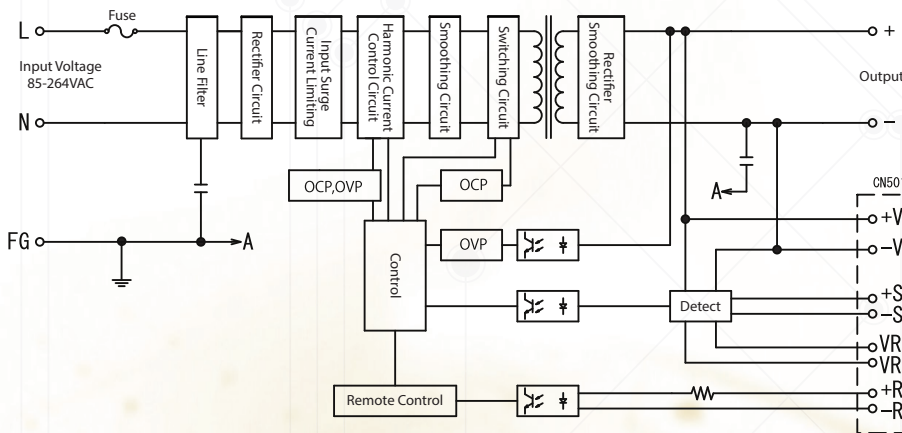 L
Fuse
Input Voltage
85-264VAC
N
FG
A
Line Filter
Rectifier Circuit
Input Surge
Current Limiting
Harmonic Current
Control Circuit
Smoothing Circuit
Switching Circuit
Rectifier
Smoothing Circuit
+
Output
-
A
OCP,OVP
OCP
OVP
Control
Detect
Remote Control
CN501
+V
-V
+S
-S
VR
VR
+R
-R